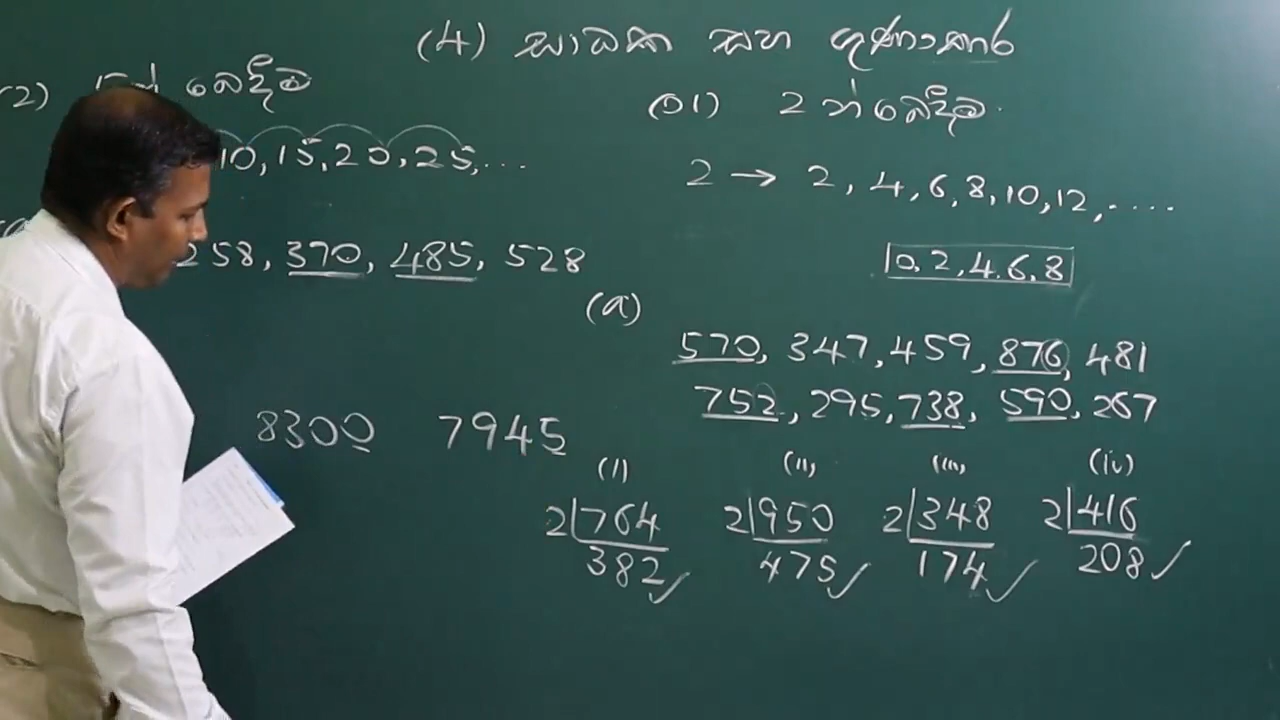 (4) සාධක සහ ගුණාකාර
(01) 2 න් බෙදීම
2 → 2, 4, 6, 8, 10, 12, .....
0, 2, 4, 6, 8
(a)
570, 347, 459, 876, 481
752, 295, 738, 590, 267
(i) (ii) (iii) (iv)
2 764 2 950 2 348 2 416
382 ✓ 475 ✓ 174 ✓ 208 ✓
(2) න් බෙදීම
10, 15, 20, 25, ...
258, 370, 485, 528
8300 7945